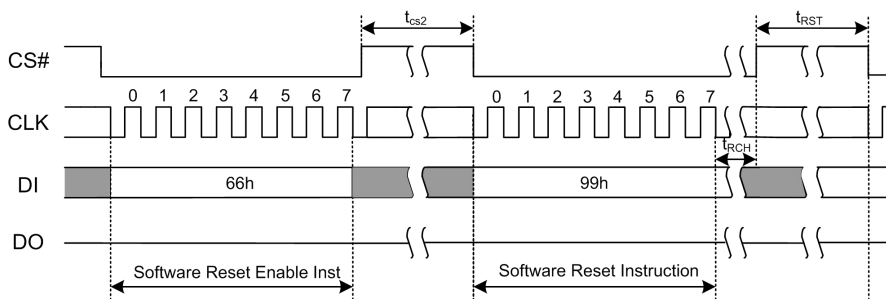 tcs2
tRST
CS#
0 1 2 3 4 5 6 7
0 1 2 3 4 5 6 7
CLK
tRCH
DI
66h
99h
DO
Software Reset Enable Inst
Software Reset Instruction